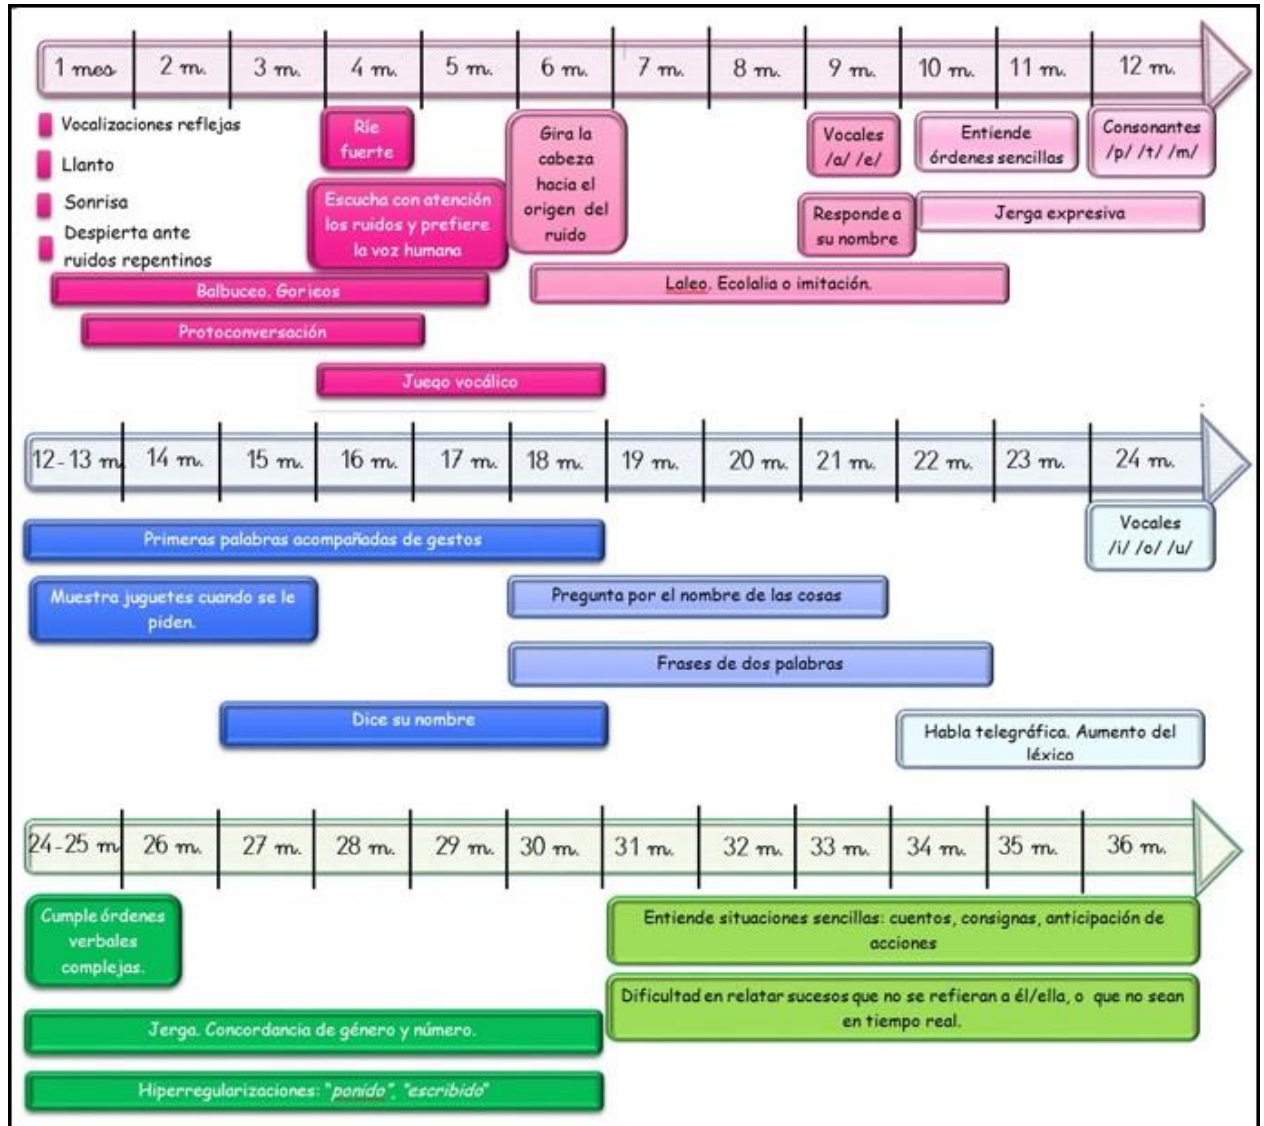 1 mes 2 m. 3 m. 4 m. 5 m. 6 m. 7 m. 8 m. 9 m. 10 m. 11 m. 12 m.
Vocalizaciones reflejas
Llanto
Sonrisa
Despierta ante
ruidos repentinos
Ríe
fuerte
Escucha con atención
los ruidos y prefiere
la voz humana
Gira la
cabeza
hacia el
origen del
ruido
Vocales
/a/ /e/
Responde a
su nombre
Entiende
órdenes sencillas
Consonantes
/p/ /t/ /m/
Jerga expresiva
Balbuceo. Gorjeos
Laleo. Ecolalia o imitación.
Protoconversación
Juego vocálico
12-13 m. 14 m. 15 m. 16 m. 17 m. 18 m. 19 m. 20 m. 21 m. 22 m. 23 m. 24 m.
Primeras palabras acompañadas de gestos
Vocales
/i/ /o/ /u/
Muestra juguetes cuando se le
piden.
Pregunta por el nombre de las cosas
Frases de dos palabras
Dice su nombre
Habla telegráfica. Aumento del
léxico
24-25 m 26 m. 27 m. 28 m. 29 m. 30 m. 31 m. 32 m. 33 m. 34 m. 35 m. 36 m.
Cumple órdenes
verbales
complejas.
Entiende situaciones sencillas: cuentos, consignas, anticipación de
acciones
Dificultad en relatar sucesos que no se refieran a él/ella, o que no sean
en tiempo real.
Jerga. Concordancia de género y número.
Hiperregularizaciones: "ponido", "escribido"